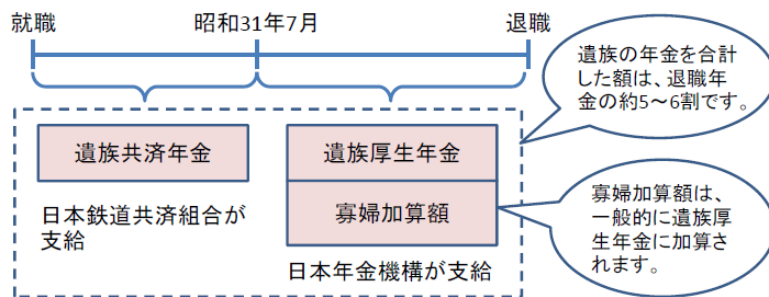 就職
昭和31年7月
退職
遺族の年金を合計
した額は、退職年
金の約5～6割です。
遺族共済年金
遺族厚生年金
寡婦加算額
日本鉄道共済組合が
支給
日本年金機構が支給
寡婦加算額は、
一般的に遺族厚
生年金に加算さ
れます。